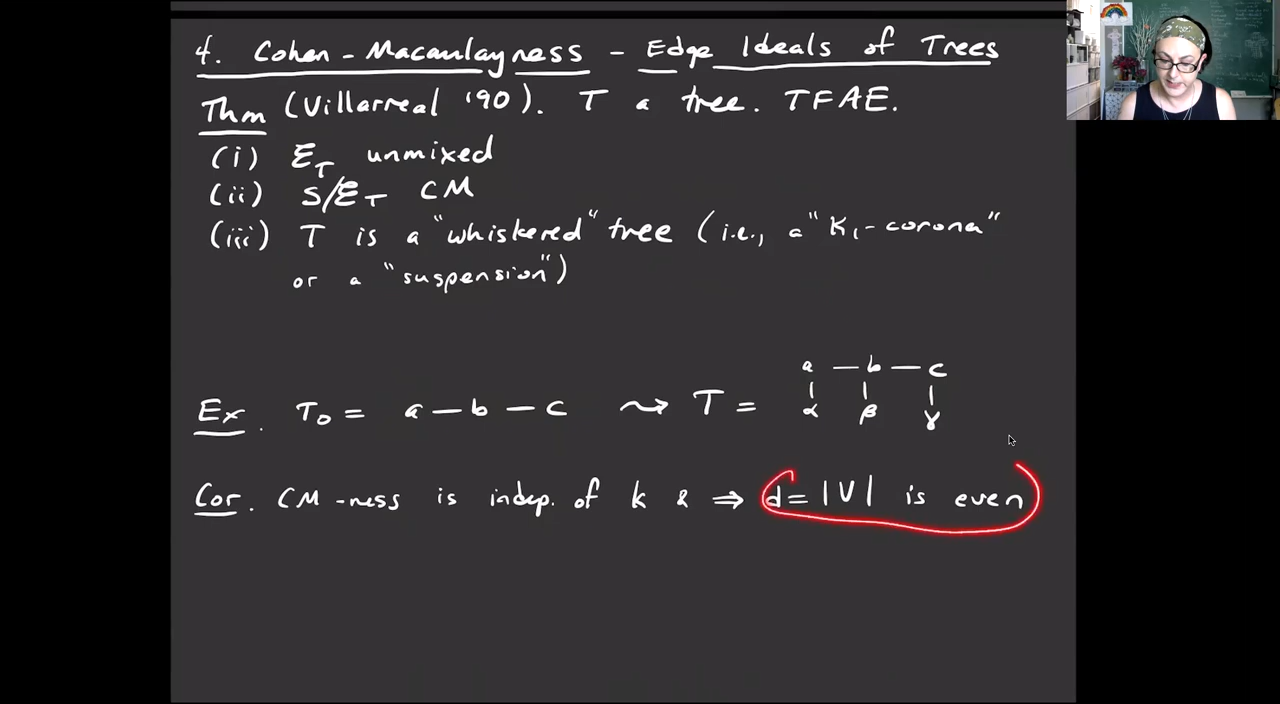 4. Cohen-Macaulayness - Edge Ideals of Trees
Thm (Villarreal '90). T a tree. TFAE.
(i) E_T unmixed
(ii) S/E_T CM
(iii) T is a "whiskered" tree (i.e., a "K_1-corona"
or a "suspension")
a — b — c
Ex. T_0 = a — b — c ⇝ T =
α β γ
Cor. CM-ness is indep. of k & ⇒ d = |V| is even